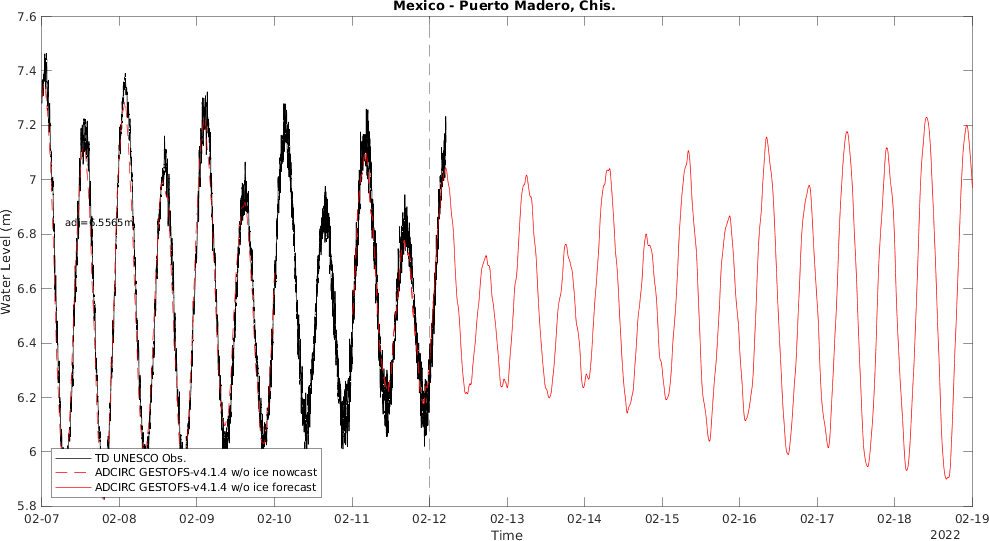 Mexico - Puerto Madero, Chis.
7.6
7.4
7.2
7
6.8
6.6
6.4
6.2
6
5.8
Water Level (m)
adj=6.5565m
TD UNESCO Obs.
ADCIRC GESTOFS-v4.1.4 w/o ice nowcast
ADCIRC GESTOFS-v4.1.4 w/o ice forecast
02-07 02-08 02-09 02-10 02-11 02-12 02-13 02-14 02-15 02-16 02-17 02-18 02-19
Time
2022